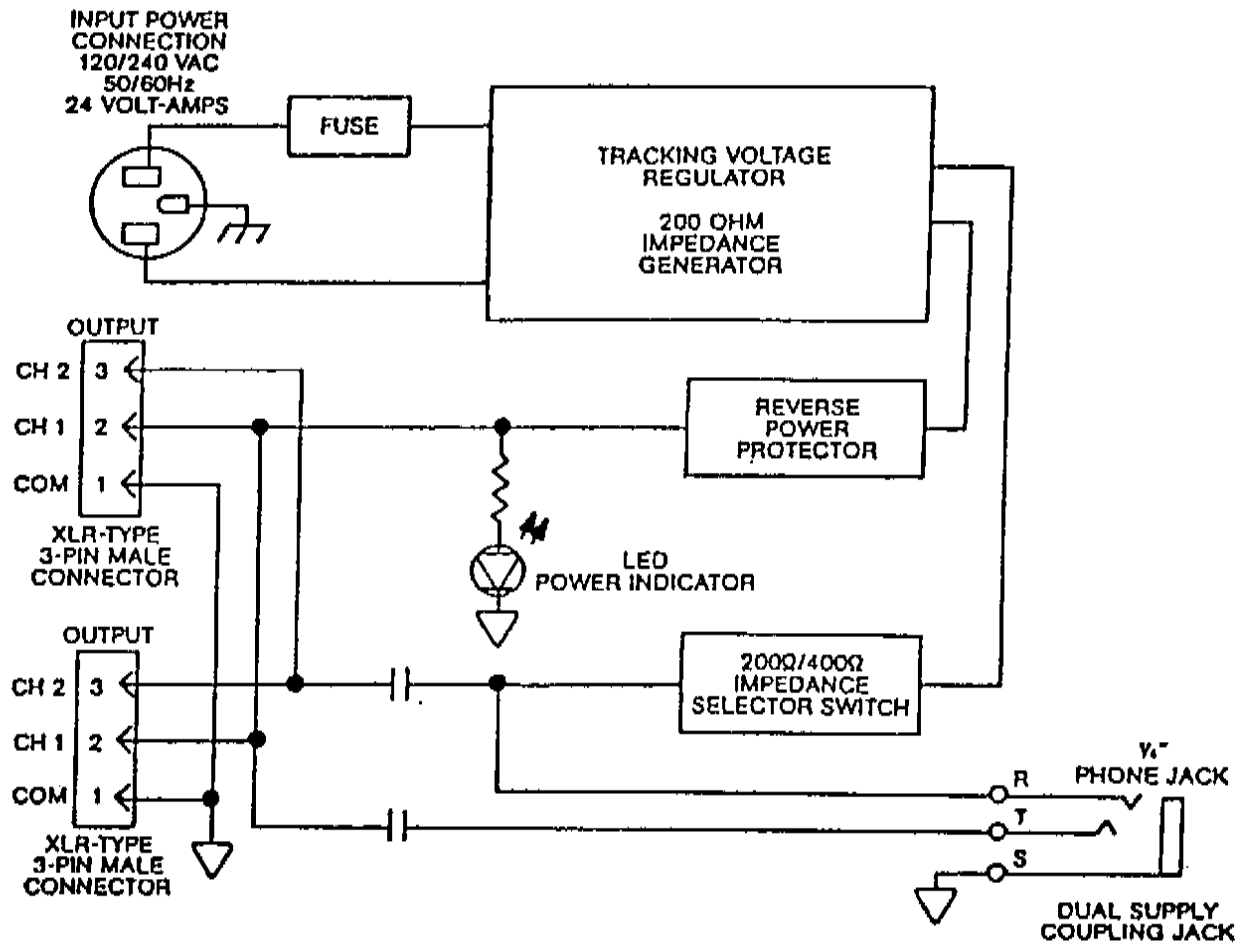 INPUT POWER
CONNECTION
120/240 VAC
50/60Hz
24 VOLT-AMPS
FUSE
TRACKING VOLTAGE
REGULATOR
200 OHM
IMPEDANCE
GENERATOR
OUTPUT
CH 2 3
CH 1 2
COM 1
XLR-TYPE
3-PIN MALE
CONNECTOR
REVERSE
POWER
PROTECTOR
LED
POWER INDICATOR
OUTPUT
CH 2 3
CH 1 2
COM 1
XLR-TYPE
3-PIN MALE
CONNECTOR
200Ω/400Ω
IMPEDANCE
SELECTOR SWITCH
R
T
S
PHONE JACK
DUAL SUPPLY
COUPLING JACK